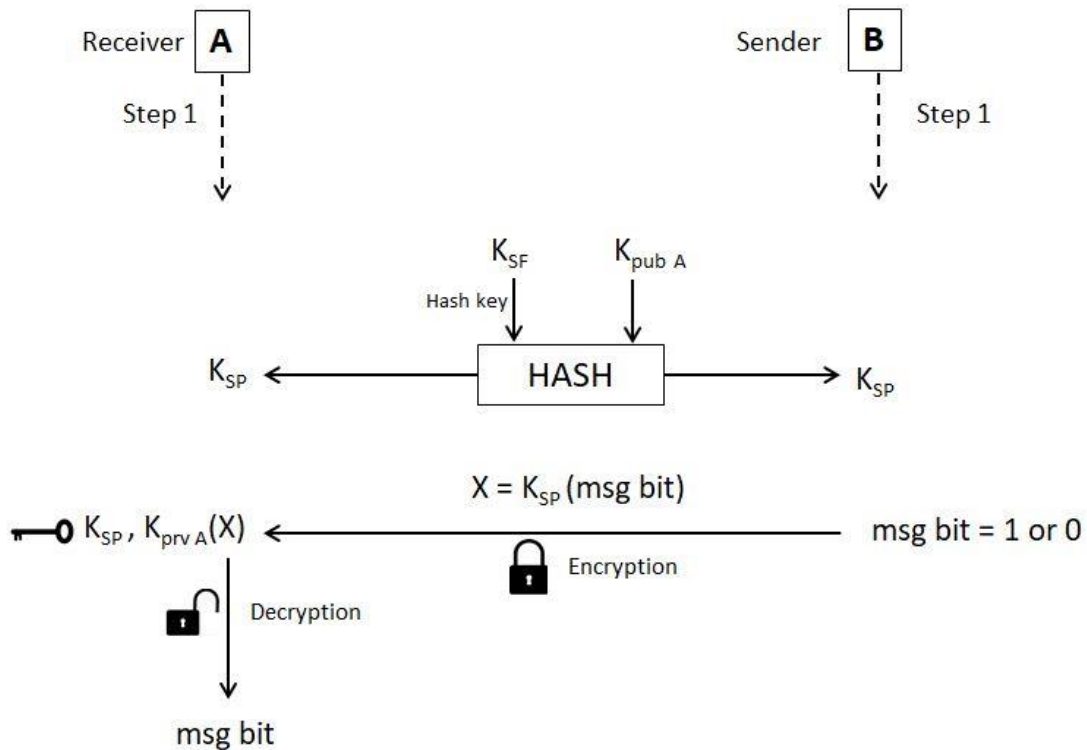 Receiver A
Sender B
Step 1
Step 1
K_SF
K_pub A
Hash key
HASH
K_SP
K_SP
X = K_SP (msg bit)
K_SP , K_prv A(X)
msg bit = 1 or 0
Encryption
Decryption
msg bit